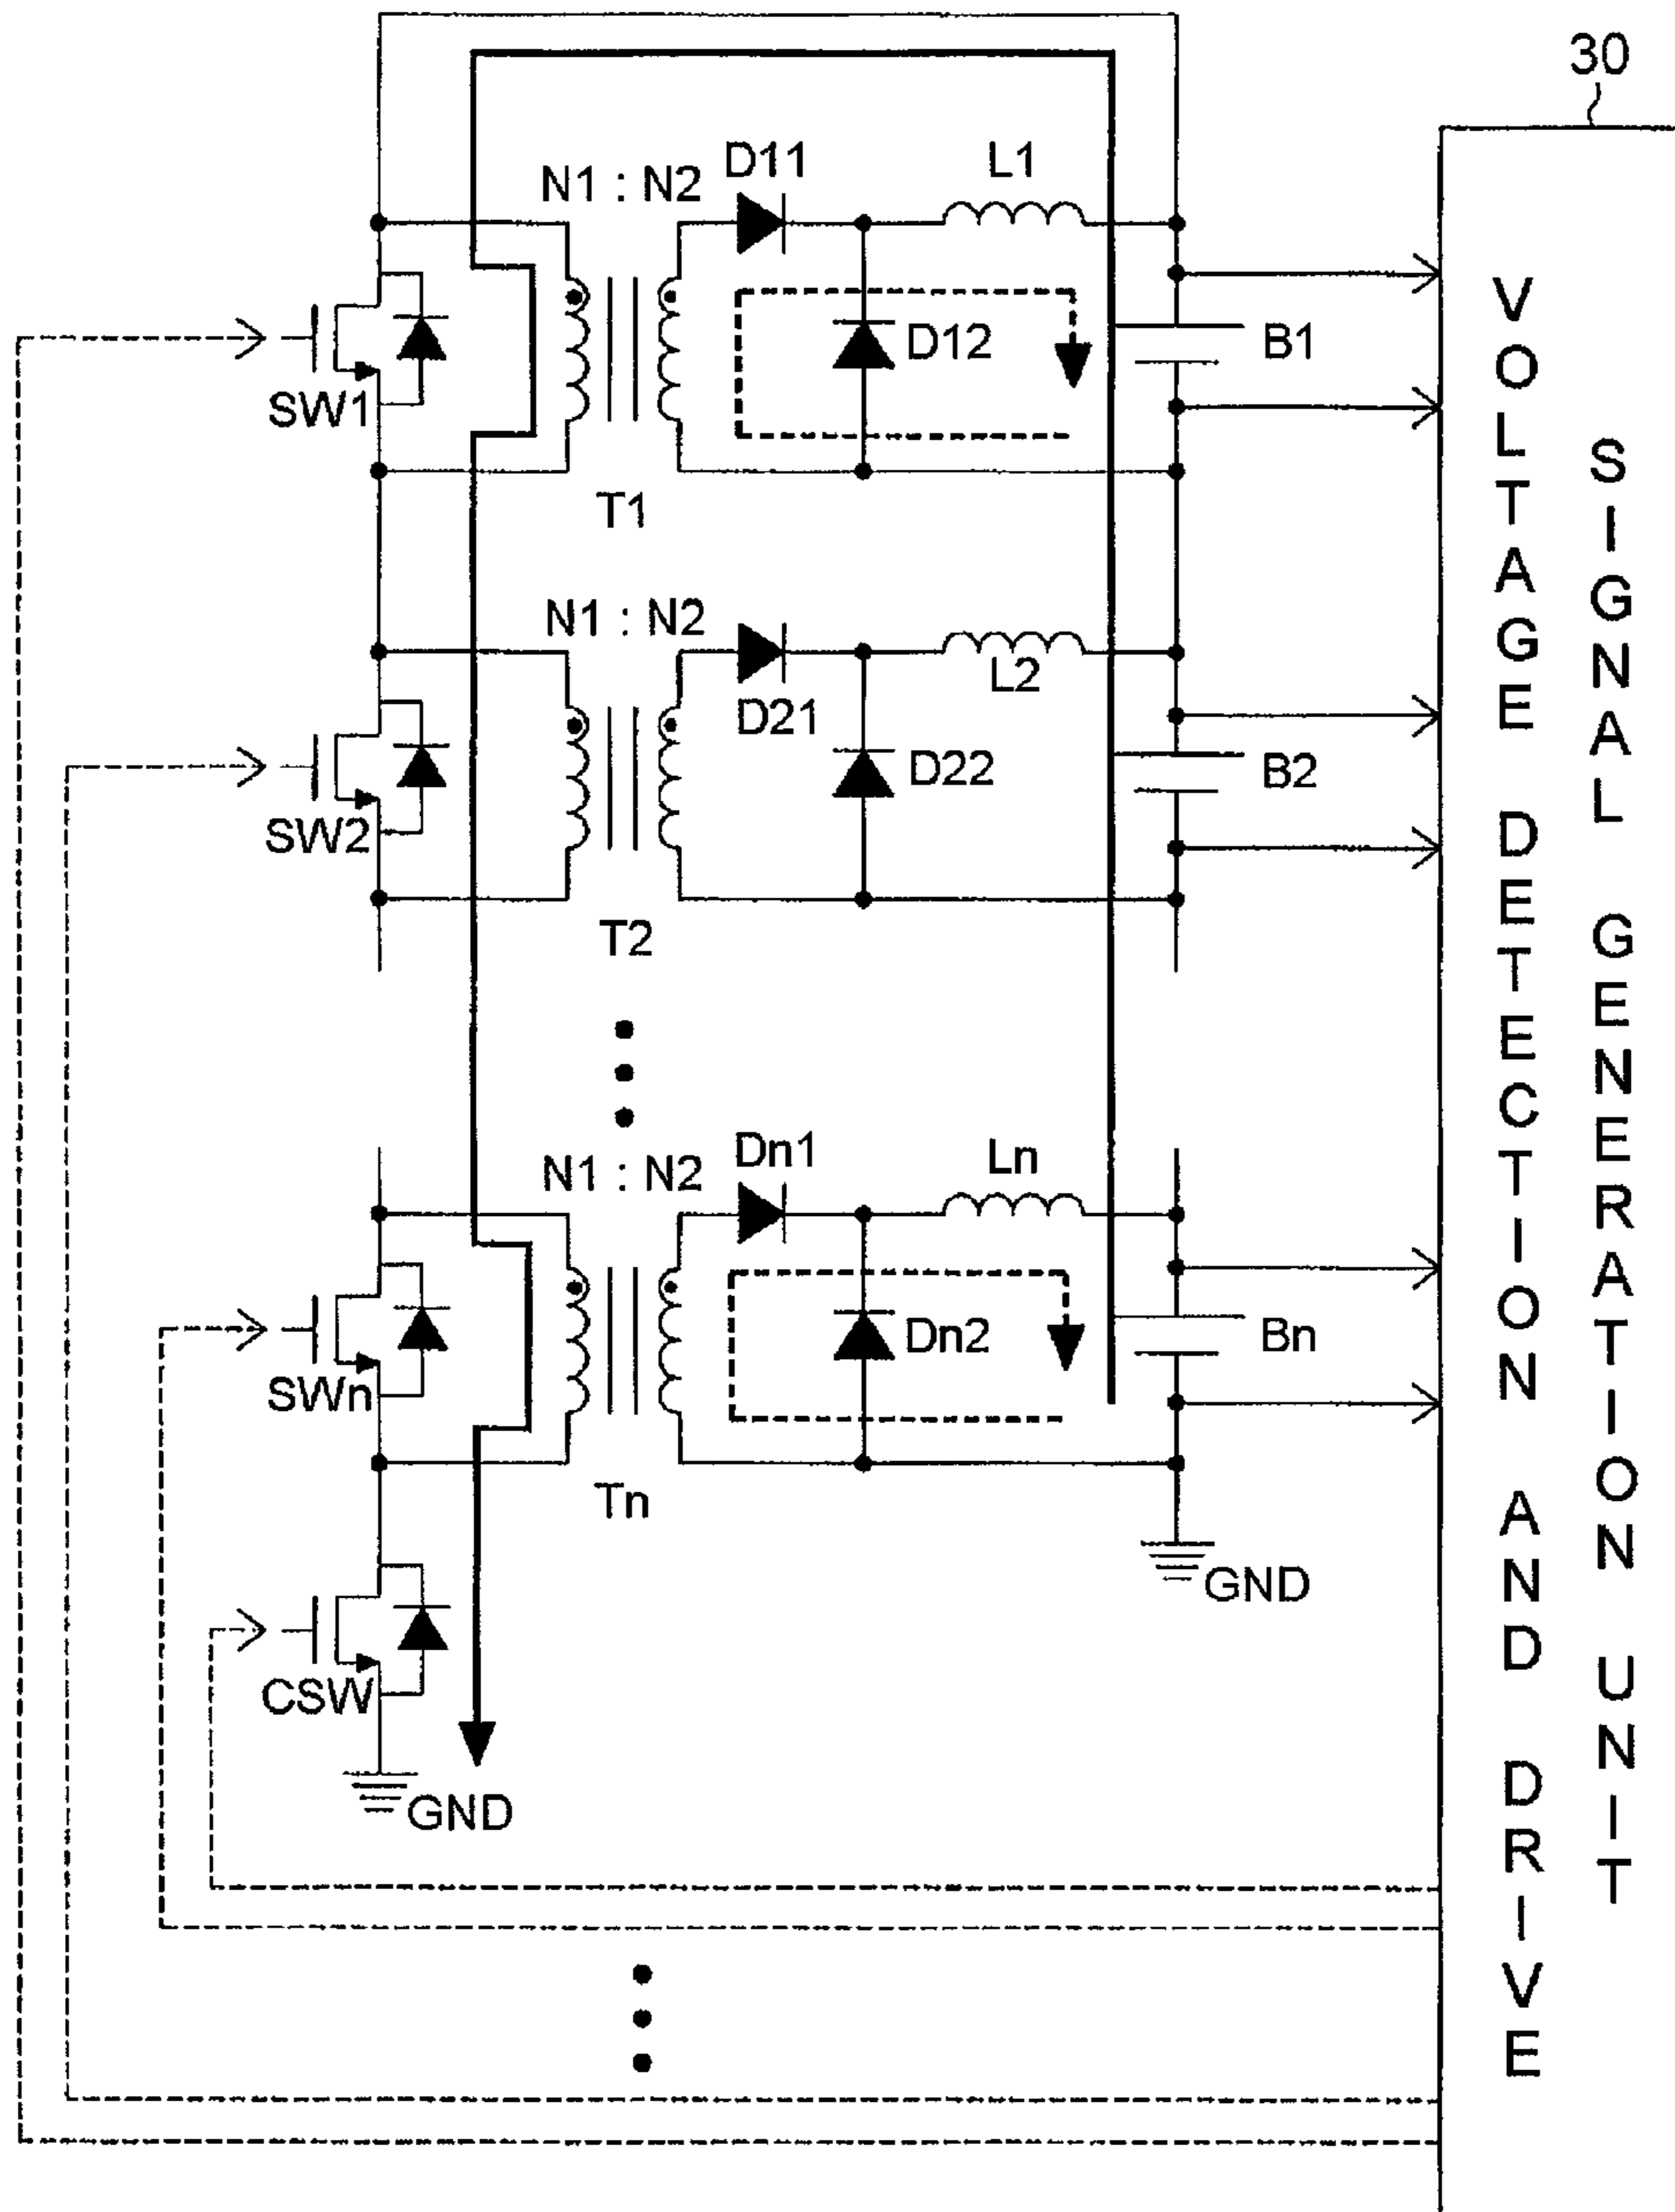 30
D11
L1
N1 : N2
D12
B1
SW1
T1
N1 : N2
L2
D21
D22
B2
SW2
T2
Dn1
Ln
N1 : N2
Dn2
Bn
SWn
Tn
GND
CSW
GND
VOLTAGE DETECTION AND DRIVE
SIGNAL GENERATION UNIT